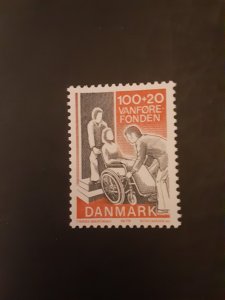 100+20
VANFØRE-
FONDEN
DANMARK